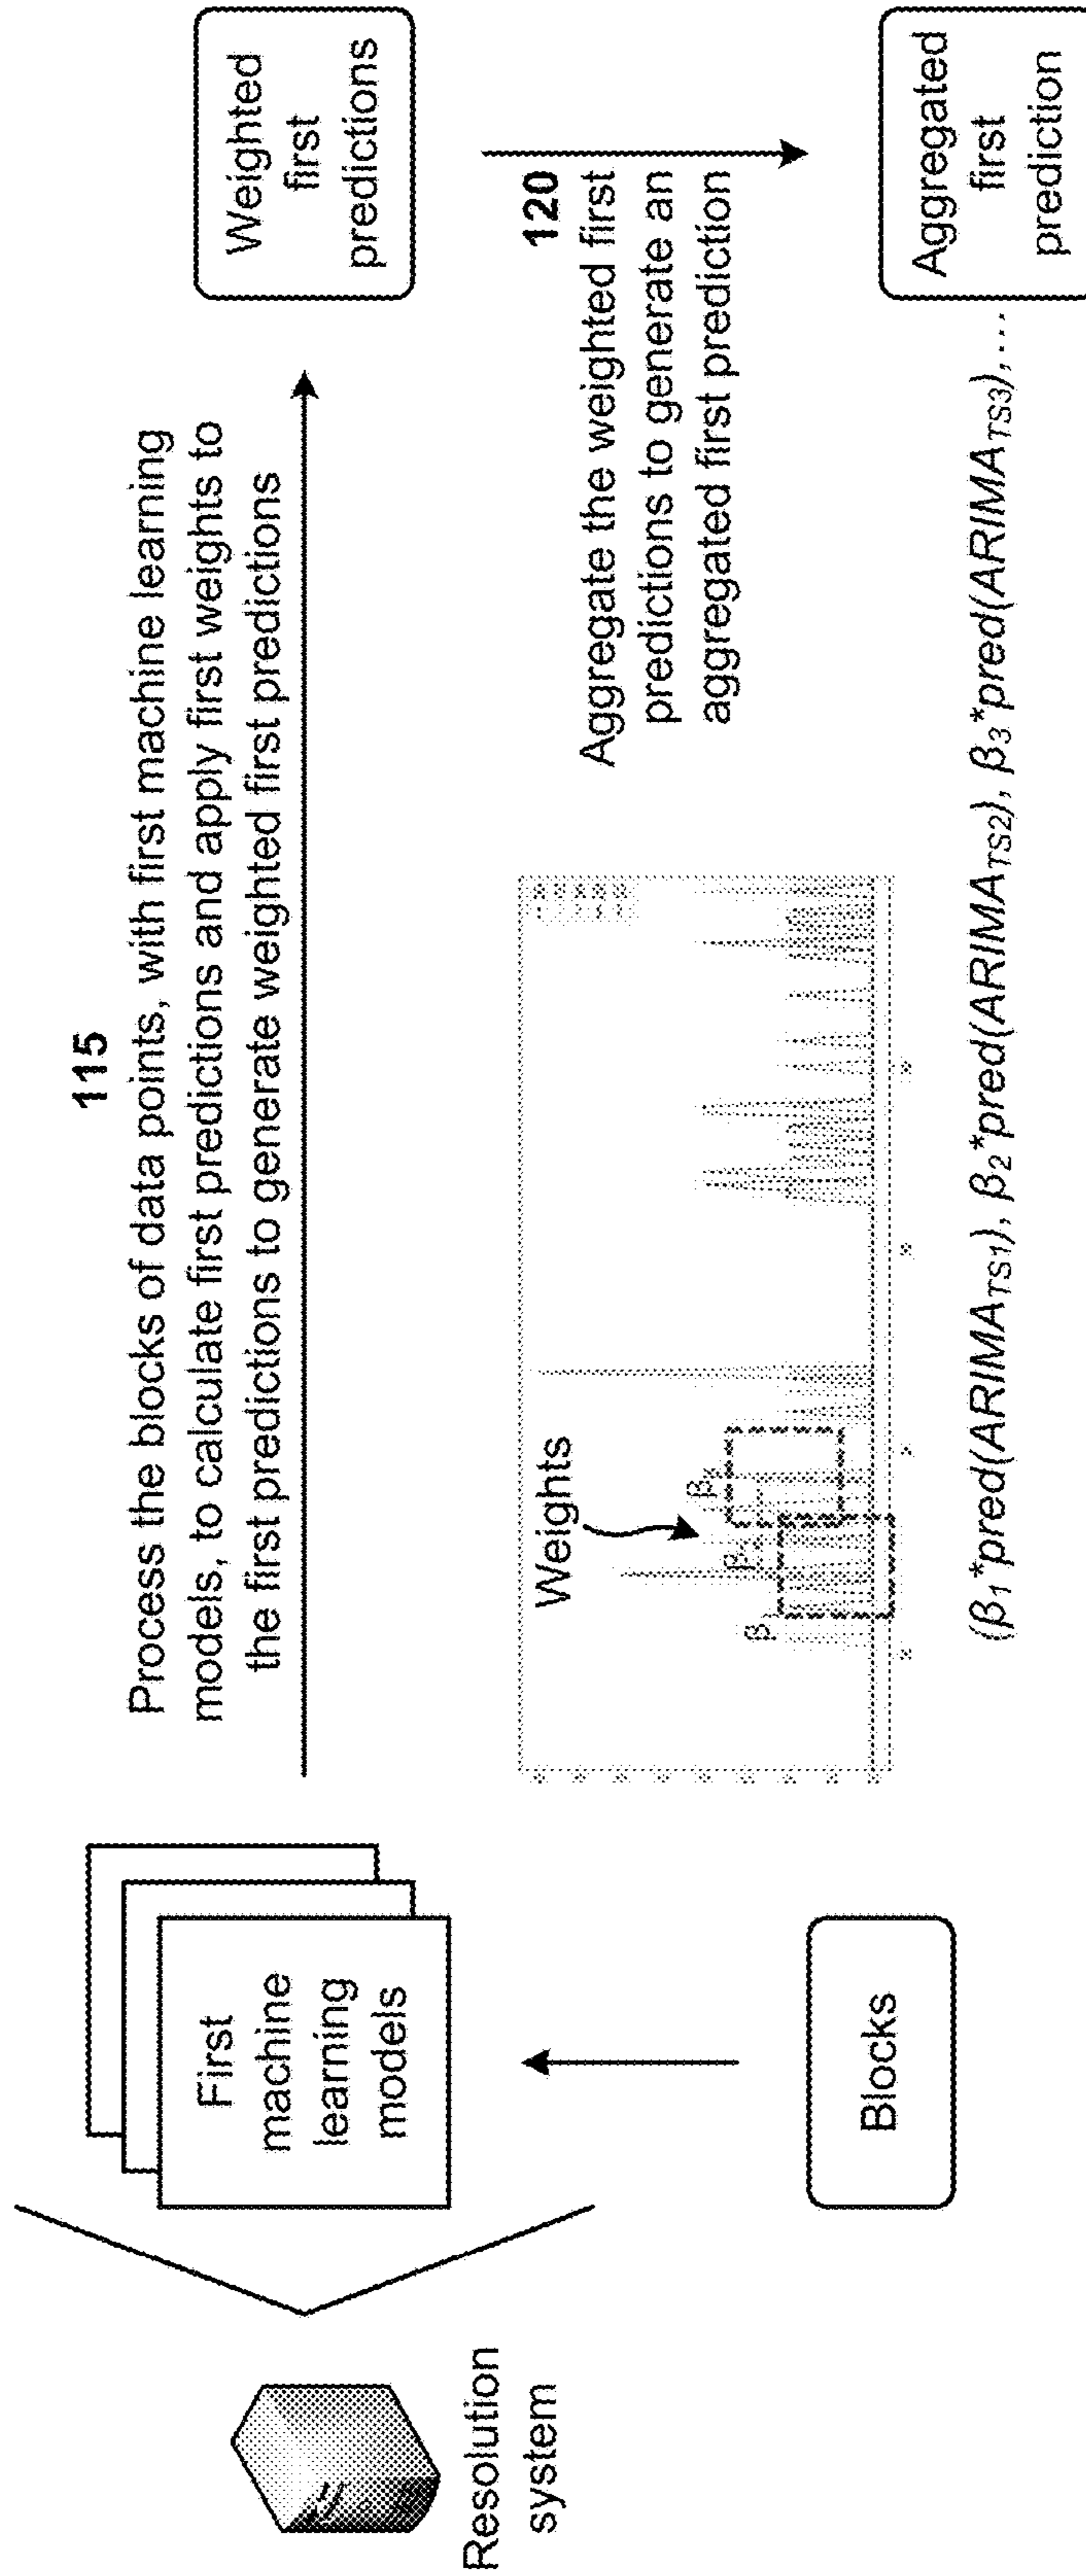 115
Process the blocks of data points, with first machine learning
models, to calculate first predictions and apply first weights to
the first predictions to generate weighted first predictions
Resolution
system
First
machine
learning
models
Blocks
Weighted
first
predictions
120
Aggregate the weighted first
predictions to generate an
aggregated first prediction
Weights
(β₁*pred(ARIMA_TS1), β₂*pred(ARIMA_TS2), β₃*pred(ARIMA_TS3),...
Aggregated
first
prediction